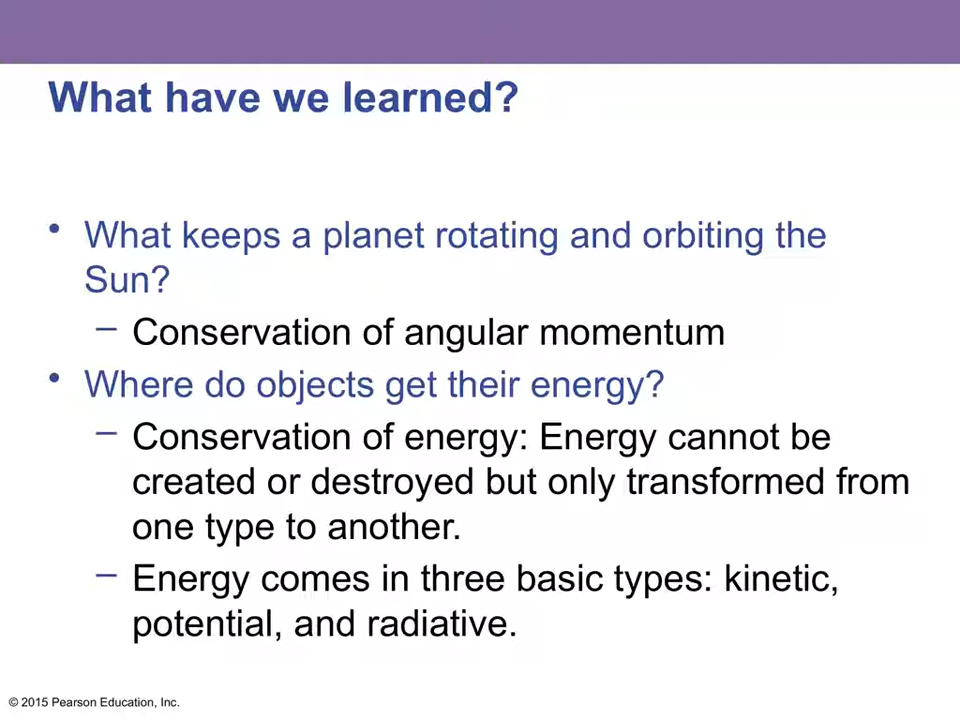 What have we learned?
• What keeps a planet rotating and orbiting the
Sun?
– Conservation of angular momentum
• Where do objects get their energy?
– Conservation of energy: Energy cannot be
created or destroyed but only transformed from
one type to another.
– Energy comes in three basic types: kinetic,
potential, and radiative.
© 2015 Pearson Education, Inc.